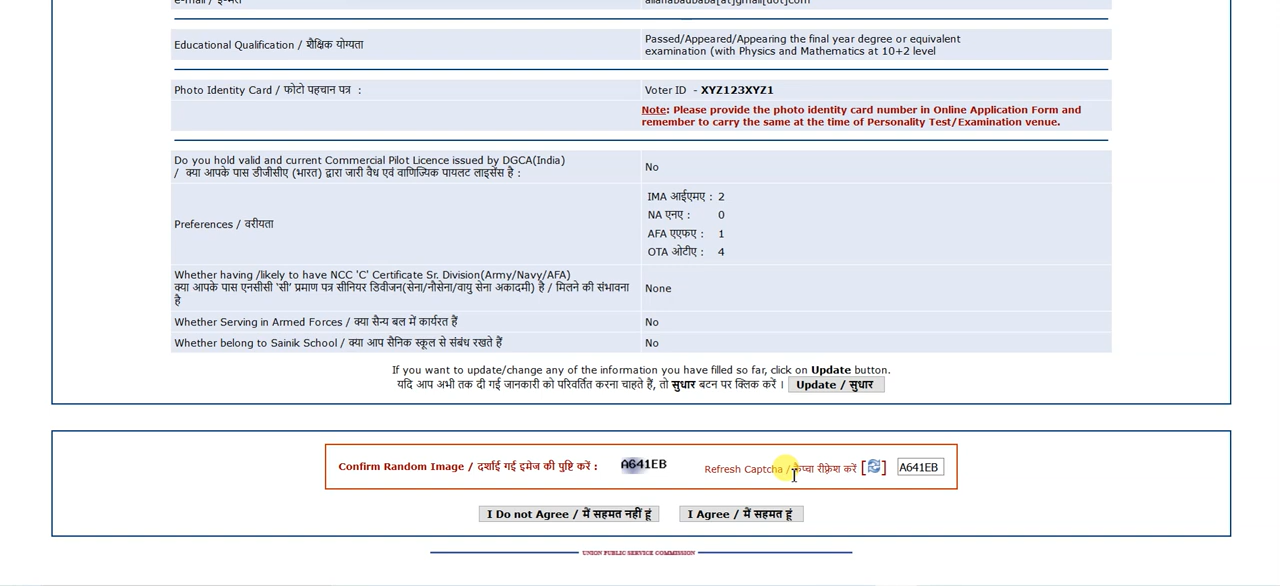 e-mail / ई-मेल allahabadbaba[at]gmail[dot]com
Educational Qualification / शैक्षिक योग्यता Passed/Appeared/Appearing the final year degree or equivalent
examination (with Physics and Mathematics at 10+2 level
Photo Identity Card / फोटो पहचान पत्र : Voter ID - XYZ123XYZ1
Note: Please provide the photo identity card number in Online Application Form and
remember to carry the same at the time of Personality Test/Examination venue.
Do you hold valid and current Commercial Pilot Licence issued by DGCA(India)
/ क्या आपके पास डीजीसीए (भारत) द्वारा जारी वैध एवं वाणिज्यिक पायलट लाइसेंस है : No
Preferences / वरीयता
IMA आईएमए : 2
NA एनए : 0
AFA एएफए : 1
OTA ओटीए : 4
Whether having /likely to have NCC 'C' Certificate Sr. Division(Army/Navy/AFA)
क्या आपके पास एनसीसी ‘सी’ प्रमाण पत्र सीनियर डिवीजन(सेना/नौसेना/वायु सेना अकादमी) है / मिलने की संभावना
है
None
Whether Serving in Armed Forces / क्या सैन्य बल में कार्यरत हैं No
Whether belong to Sainik School / क्या आप सैनिक स्कूल से संबंध रखते हैं No
If you want to update/change any of the information you have filled so far, click on Update button.
यदि आप अभी तक दी गई जानकारी को परिवर्तित करना चाहते हैं, तो सुधार बटन पर क्लिक करें । Update / सुधार
Confirm Random Image / दर्शाई गई इमेज की पुष्टि करें : A641EB Refresh Captcha / कैप्चा रीफ़्रेश करें [ ] A641EB
I Do not Agree / में सहमत नहीं हूं I Agree / मैं सहमत हूं
UNION PUBLIC SERVICE COMMISSION